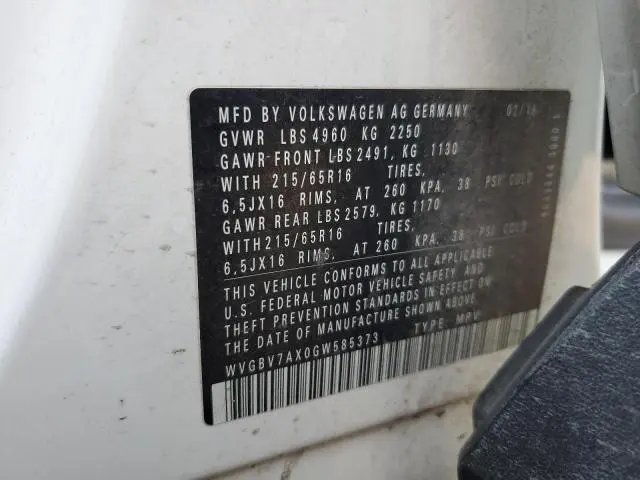 MFD BY VOLKSWAGEN AG GERMANY
GVWR LBS 4960 KG 2250
GAWR FRONT LBS 2491, KG 1130
WITH 215/65R16 TIRES,
6,5JX16 RIMS, AT 260 KPA, 38 PSI COLD
GAWR REAR LBS 2579, KG 1170
WITH 215/65R16 TIRES,
6,5JX16 RIMS, AT 260 KPA, 38 PSI COLD
THIS VEHICLE CONFORMS TO ALL APPLICABLE
U.S. FEDERAL MOTOR VEHICLE SAFETY AND
THEFT PREVENTION STANDARDS IN EFFECT ON
THE DATE OF MANUFACTURE SHOWN ABOVE.
WVGBV7AX0GW585373 TYPE: MPV